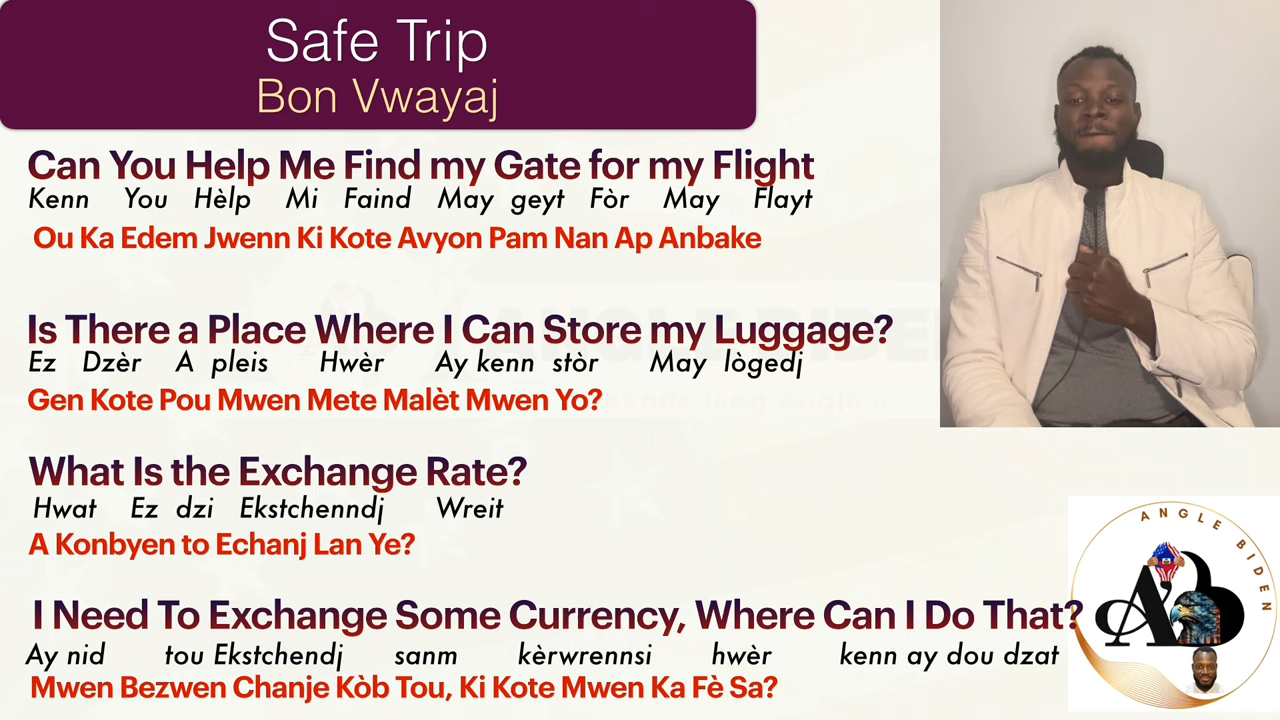 Safe Trip
Bon Vwayaj
Can You Help Me Find my Gate for my Flight
Kenn You Hèlp Mi Faind May geyt Fòr May Flayt
Ou Ka Edem Jwenn Ki Kote Avyon Pam Nan Ap Anbake
Is There a Place Where I Can Store my Luggage?
Ez Dzèr A pleis Hwèr Ay kenn stòr May lògedj
Gen Kote Pou Mwen Mete Malèt Mwen Yo?
What Is the Exchange Rate?
Hwat Ez dzi Ekstchenndj Wreit
A Konbyen to Echanj Lan Ye?
I Need To Exchange Some Currency, Where Can I Do That?
Ay nid tou Ekstchendj sanm kèrwrennsi hwèr kenn ay dou dzat
Mwen Bezwen Chanje Kòb Tou, Ki Kote Mwen Ka Fè Sa?
ANGLE BIDEN
AB